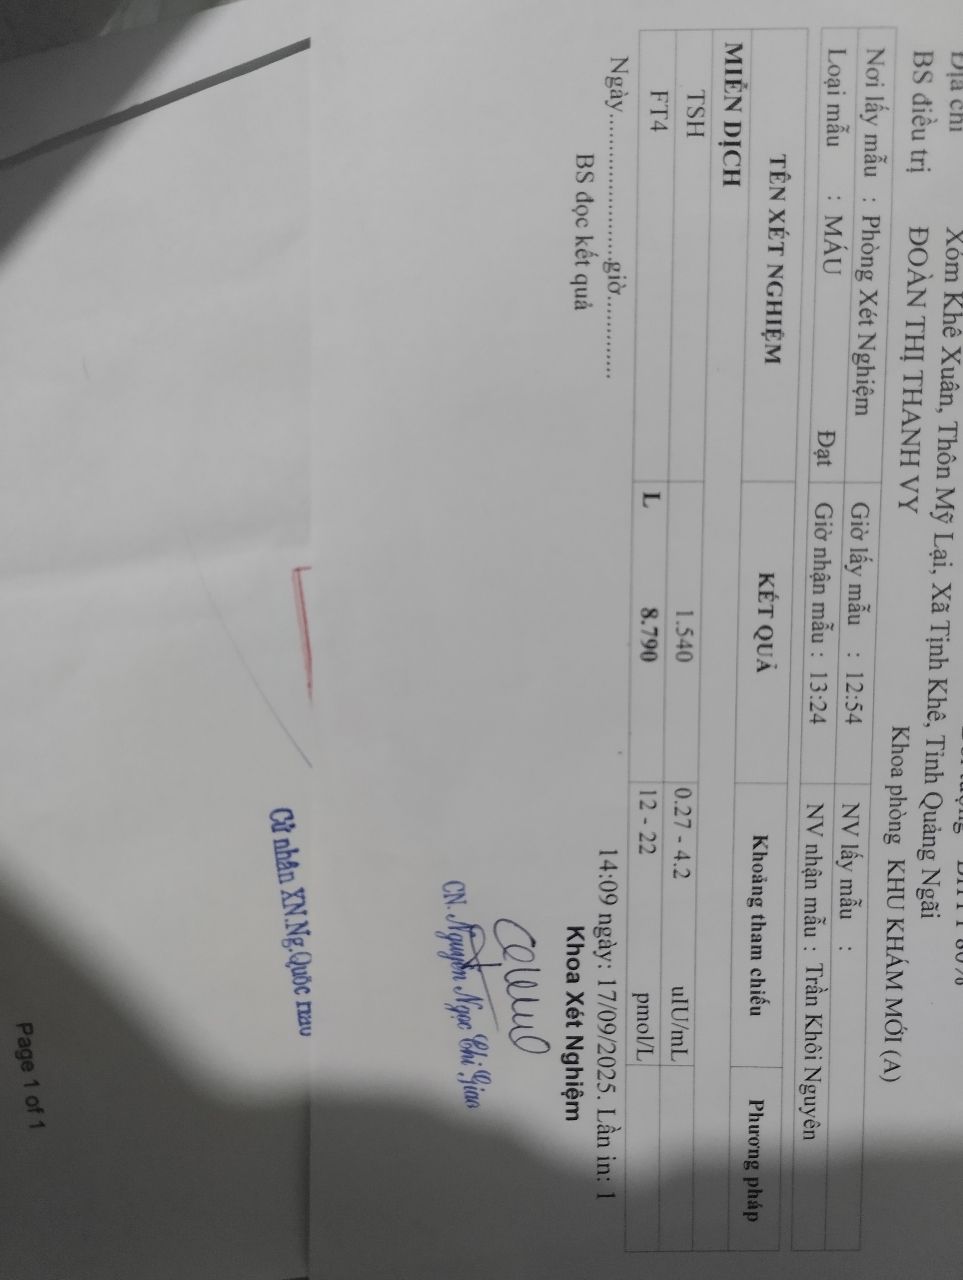 Địa chỉ Xóm Khê Xuân, Thôn Mỹ Lại, Xã Tịnh Khê, Tỉnh Quảng Ngãi
BS điều trị ĐOÀN THỊ THANH VY Khoa phòng KHU KHÁM MỚI (A)
Nơi lấy mẫu : Phòng Xét Nghiệm Giờ lấy mẫu : 12:54 NV lấy mẫu :
Loại mẫu : MÁU Đạt Giờ nhận mẫu : 13:24 NV nhận mẫu : Trần Khôi Nguyên
TÊN XÉT NGHIỆM KẾT QUẢ Khoảng tham chiếu Phương pháp
MIỄN DỊCH
TSH 1.540 0.27 - 4.2 uIU/mL
FT4 L 8.790 12 - 22 pmol/L
14:09 ngày: 17/09/2025. Lần in: 1
Ngày....................giờ............
Khoa Xét Nghiệm
BS đọc kết quả
CN. Nguyễn Ngọc Chi Giao
Cử nhân XN.Ng.Quốc
Page 1 of 1